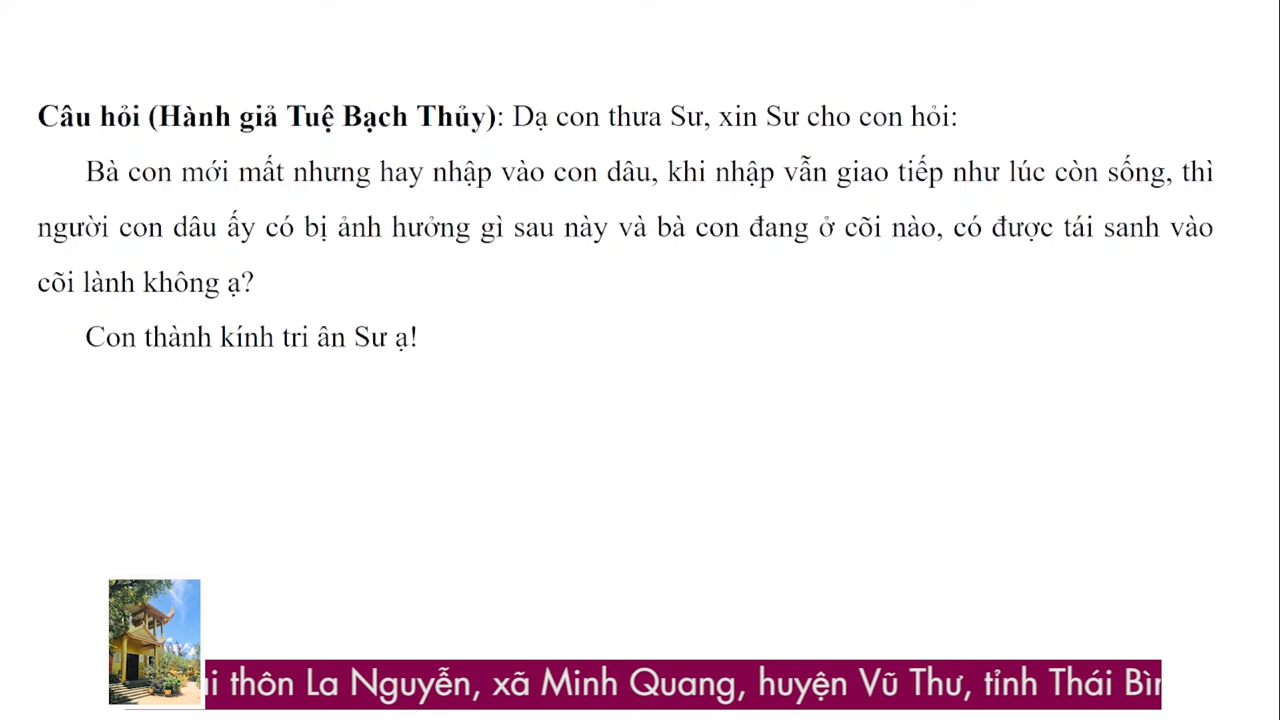 Câu hỏi (Hành giả Tuệ Bạch Thủy): Dạ con thưa Sư, xin Sư cho con hỏi:
Bà con mới mất nhưng hay nhập vào con dâu, khi nhập vẫn giao tiếp như lúc còn sống, thì
người con dâu ấy có bị ảnh hưởng gì sau này và bà con đang ở cõi nào, có được tái sanh vào
cõi lành không ạ?
Con thành kính tri ân Sư ạ!
thôn La Nguyễn, xã Minh Quang, huyện Vũ Thư, tỉnh Thái